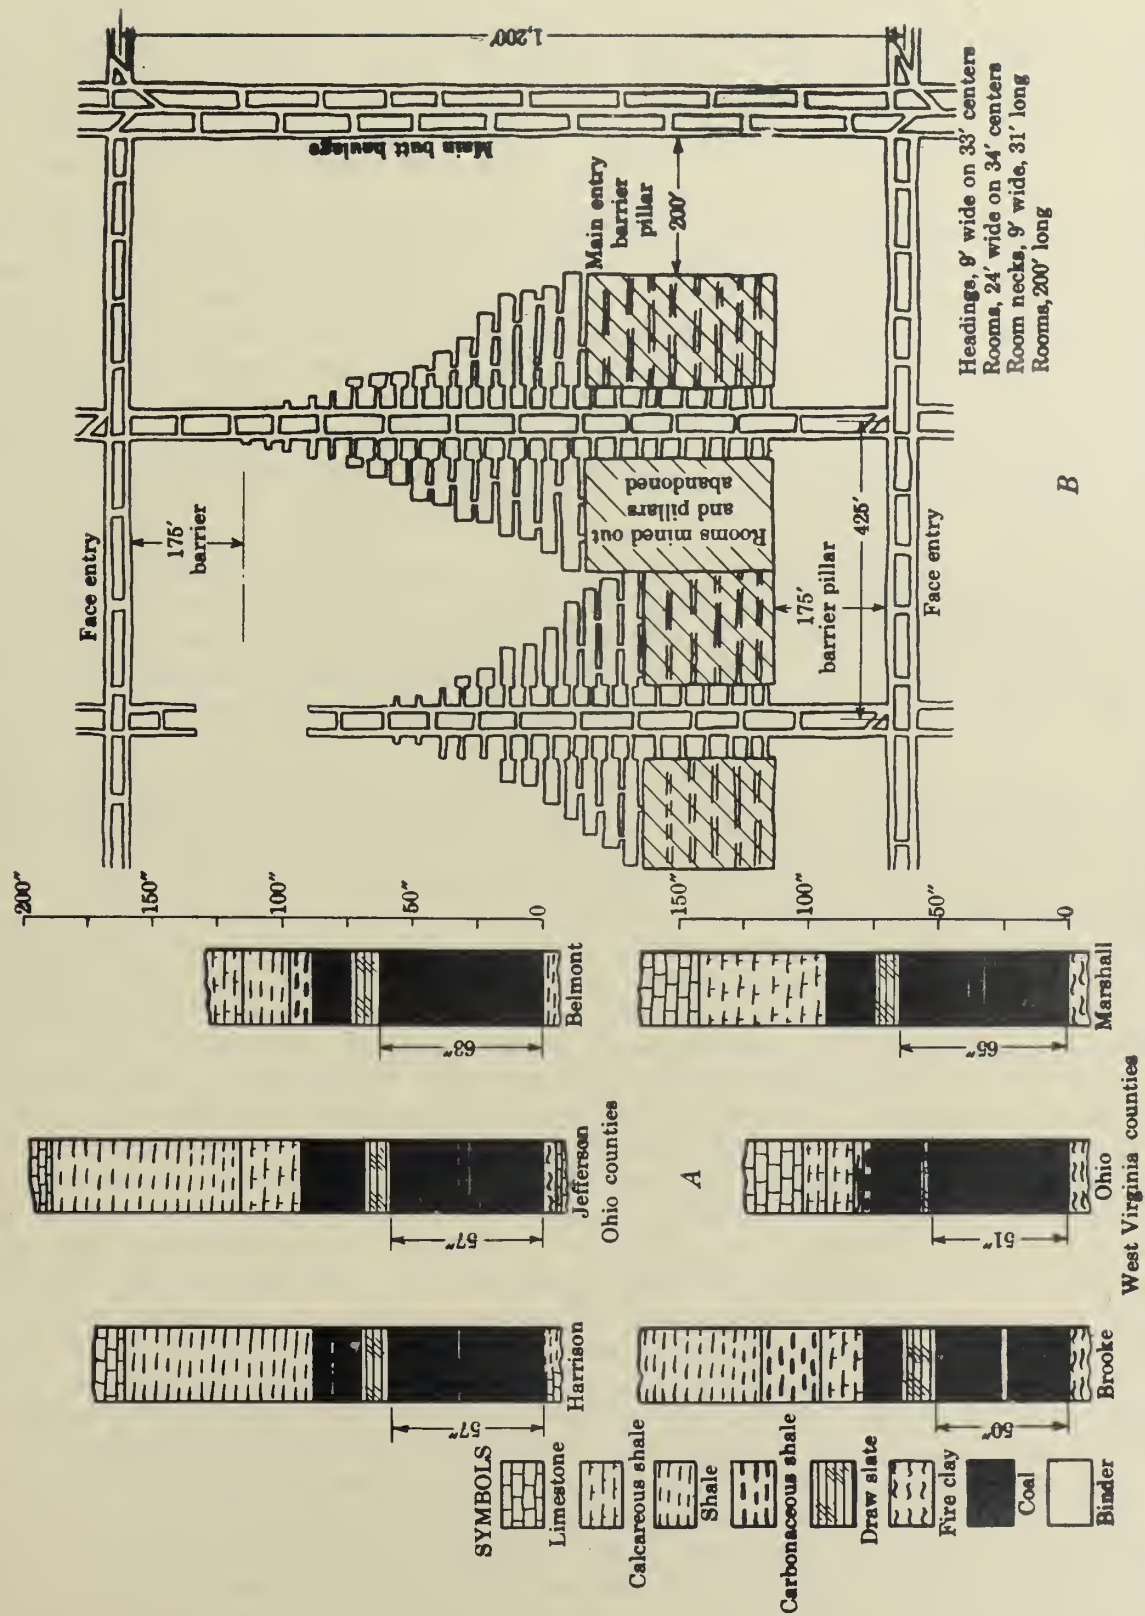 Face entry
175′
barrier
Main butt haulage
1,200′
Main entry
barrier
pillar
200′
Rooms mined out
and pillars
abandoned
425′
175′
barrier pillar
Face entry
Headings, 9′ wide on 33′ centers
Rooms, 24′ wide on 34′ centers
Room necks, 9′ wide, 31′ long
Rooms, 200′ long
B
200″
150″
100″
50″
0
57″
Harrison
57″
Jefferson
63″
Belmont
Ohio counties
A
150″
100″
50″
0
50″
Brooke
51″
Ohio
65″
Marshall
West Virginia counties
SYMBOLS
Limestone
Calcareous shale
Shale
Carbonaceous shale
Draw slate
Fire clay
Coal
Binder